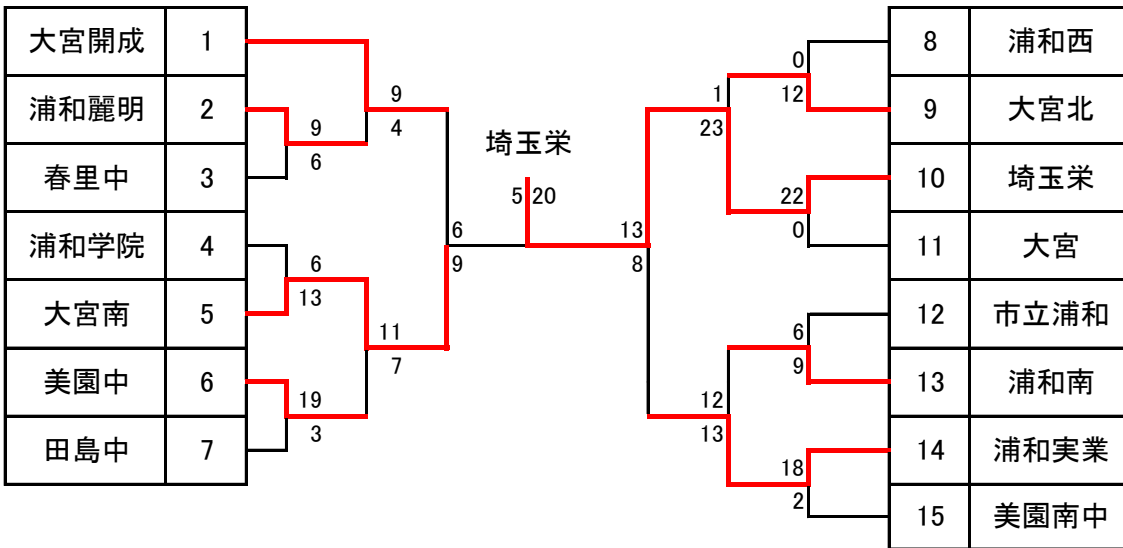 大宮開成 1
浦和麗明 2
春里中 3
浦和学院 4
大宮南 5
美園中 6
田島中 7
9
4
9
6
6
13
11
7
19
3
6
9
埼玉栄
5 20
13
8
1
23
0
12
22
0
12
13
6
9
18
2
8 浦和西
9 大宮北
10 埼玉栄
11 大宮
12 市立浦和
13 浦和南
14 浦和実業
15 美園南中